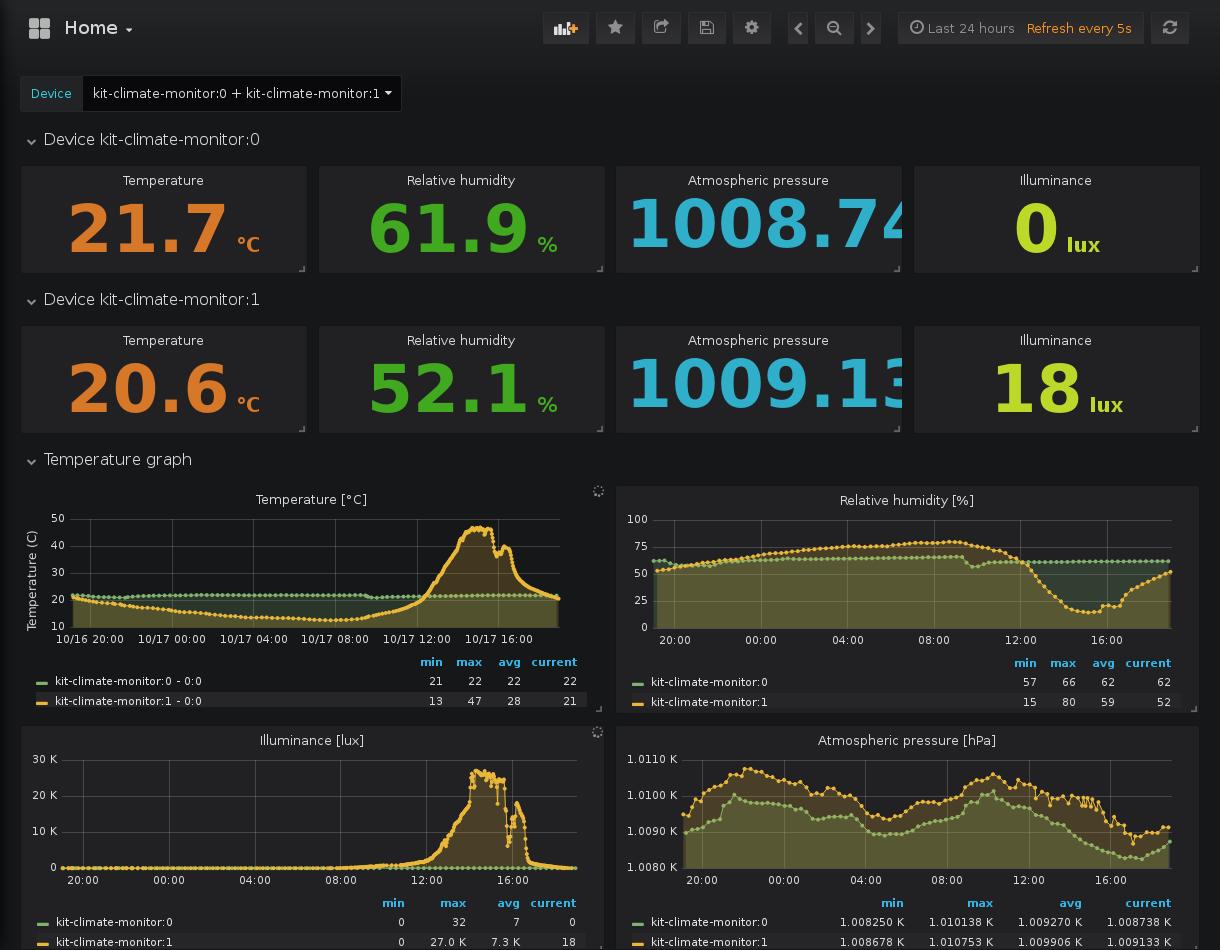 Home
Last 24 hours Refresh every 5s
Device kit-climate-monitor:0 + kit-climate-monitor:1
Device kit-climate-monitor:0
Temperature Relative humidity Atmospheric pressure Illuminance
21.7 °C 61.9 % 1008.74 0 lux
Device kit-climate-monitor:1
Temperature Relative humidity Atmospheric pressure Illuminance
20.6 °C 52.1 % 1009.13 18 lux
Temperature graph
Temperature [°C]
Temperature (C)
50
40
30
20
10
10/16 20:00 10/17 00:00 10/17 04:00 10/17 08:00 10/17 12:00 10/17 16:00
min max avg current
kit-climate-monitor:0 - 0:0 21 22 22 22
kit-climate-monitor:1 - 0:0 13 47 28 21
Relative humidity [%]
100
75
50
25
0
20:00 00:00 04:00 08:00 12:00 16:00
min max avg current
kit-climate-monitor:0 57 66 62 62
kit-climate-monitor:1 15 80 59 52
Illuminance [lux]
30 K
20 K
10 K
0
20:00 00:00 04:00 08:00 12:00 16:00
min max avg current
kit-climate-monitor:0 0 32 7 0
kit-climate-monitor:1 0 27.0 K 7.3 K 18
Atmospheric pressure [hPa]
1.0110 K
1.0100 K
1.0090 K
1.0080 K
20:00 00:00 04:00 08:00 12:00 16:00
min max avg current
kit-climate-monitor:0 1.008250 K 1.010138 K 1.009270 K 1.008738 K
kit-climate-monitor:1 1.008678 K 1.010753 K 1.009906 K 1.009133 K